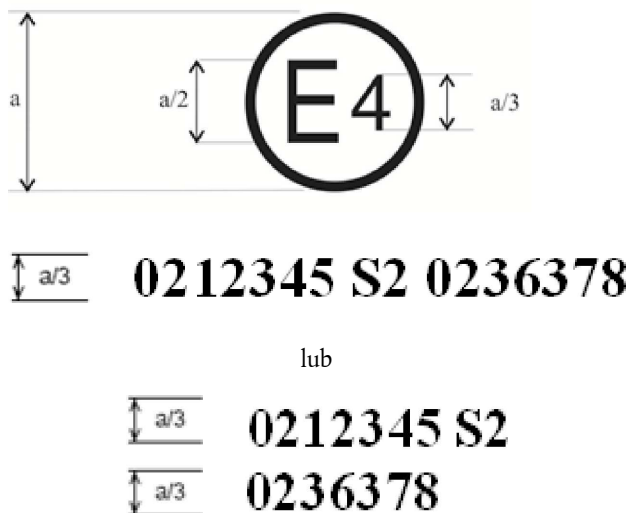 a a/2 E4 a/3
a/3 0212345 S2 0236378
lub
a/3 0212345 S2
a/3 0236378